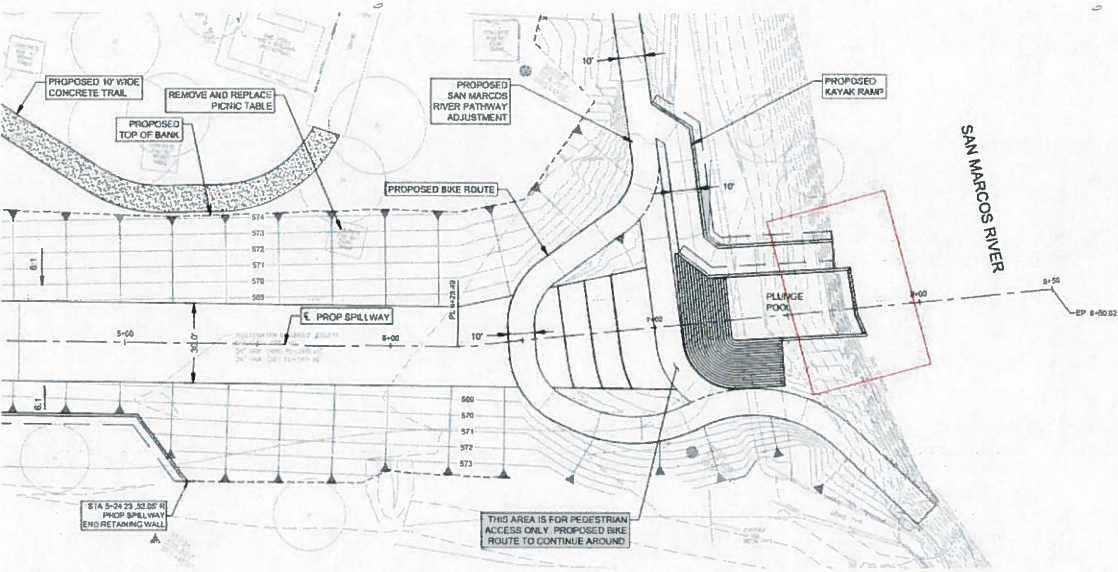 PROPOSED 10' WIDE
CONCRETE TRAIL
REMOVE AND REPLACE
PICNIC TABLE
PROPOSED
TOP OF BANK
PROPOSED
SAN MARCOS
RIVER PATHWAY
ADJUSTMENT
10'
PROPOSED
KAYAK RAMP
SAN MARCOS RIVER
PROPOSED BIKE ROUTE
10'
574
573
572
571
570
569
6:1
PLUNGE
POOL
8+00
8+50
EP 8+50.02
℄ PROP SPILLWAY
5+00
30.0'
6+00
10'
7+00
6:1
569
570
571
572
573
PROP SPILLWAY
END RETAINING WALL
THIS AREA IS FOR PEDESTRIAN
ACCESS ONLY. PROPOSED BIKE
ROUTE TO CONTINUE AROUND